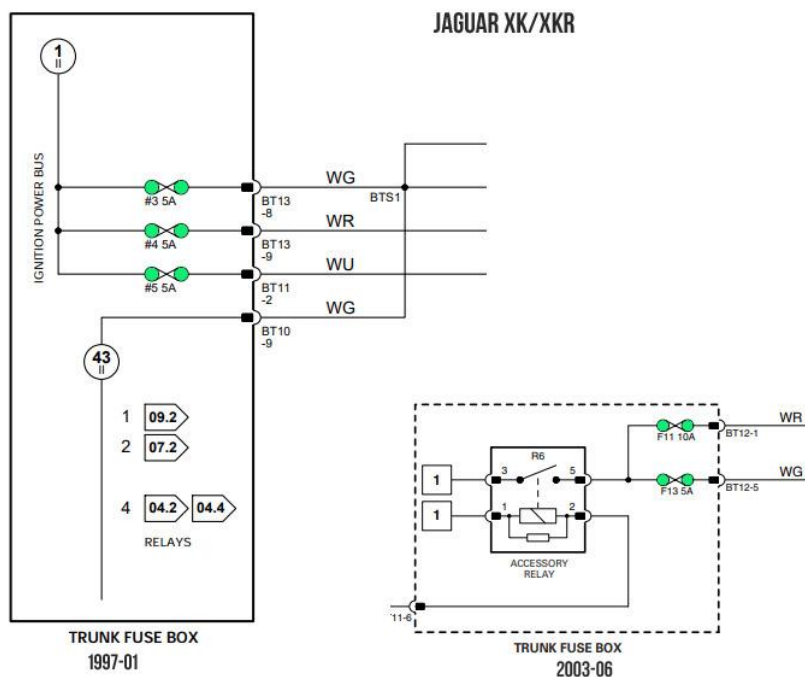 JAGUAR XK/XKR
1
II
IGNITION POWER BUS
#3 5A
BT13
-8
WG
BTS1
#4 5A
BT13
-9
WR
#5 5A
BT11
-2
WU
BT10
-9
WG
43
II
1 09.2
2 07.2
4 04.2 04.4
RELAYS
TRUNK FUSE BOX
1997-01
R6
1 3 5
1 1 2
ACCESSORY
RELAY
F11 10A
BT12-1
WR
F13 5A
BT12-5
WG
T11-6
TRUNK FUSE BOX
2003-06